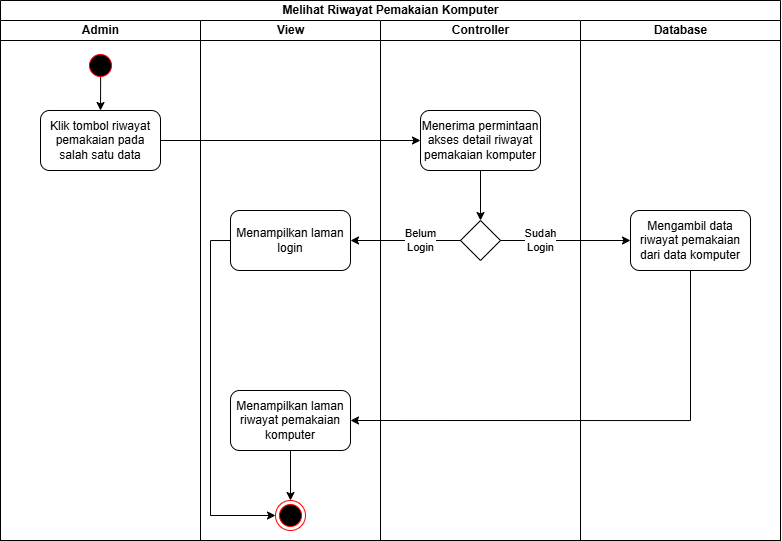 Melihat Riwayat Pemakaian Komputer
Admin
View
Controller
Database
Klik tombol riwayat
pemakaian pada
salah satu data
Menerima permintaan
akses detail riwayat
pemakaian komputer
Menampilkan laman
login
Belum
Login
Sudah
Login
Mengambil data
riwayat pemakaian
dari data komputer
Menampilkan laman
riwayat pemakaian
komputer